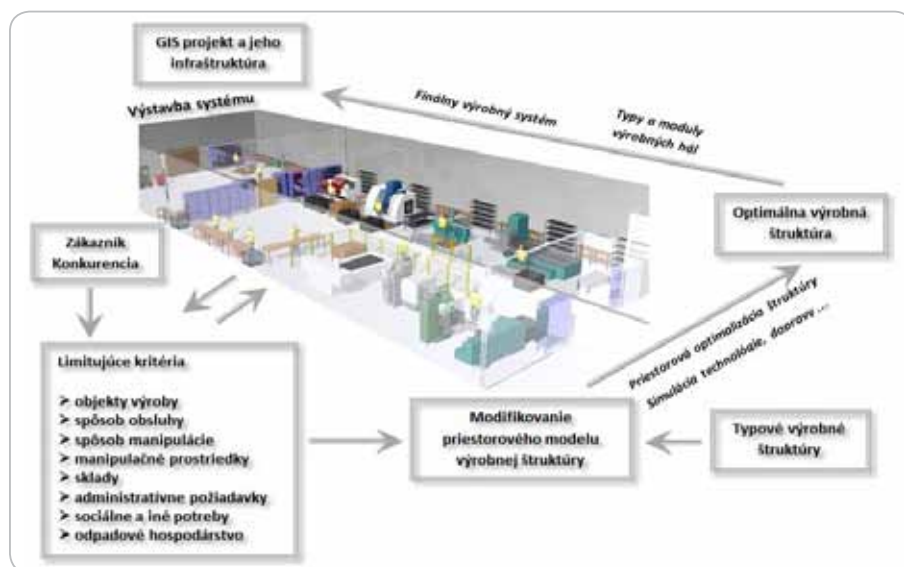 GIS projekt a jeho
infraštruktúra
Výstavba systému
Finálny výrobný systém
Typy a moduly
výrobných hál
Optimálna výrobná
štruktúra
Zákazník
Konkurencia
Priestorová optimalizácia štruktúry
Simulácia technológie, dopravy ...
Limitujúce kritéria
➢ objekty výroby
➢ spôsob obsluhy
➢ spôsob manipulácie
➢ manipulačné prostriedky
➢ sklady
➢ administratívne požiadavky
➢ sociálne a iné potreby
➢ odpadové hospodárstvo
Modifikovanie
priestorového modelu
výrobnej štruktúry
Typové výrobné
štruktúry